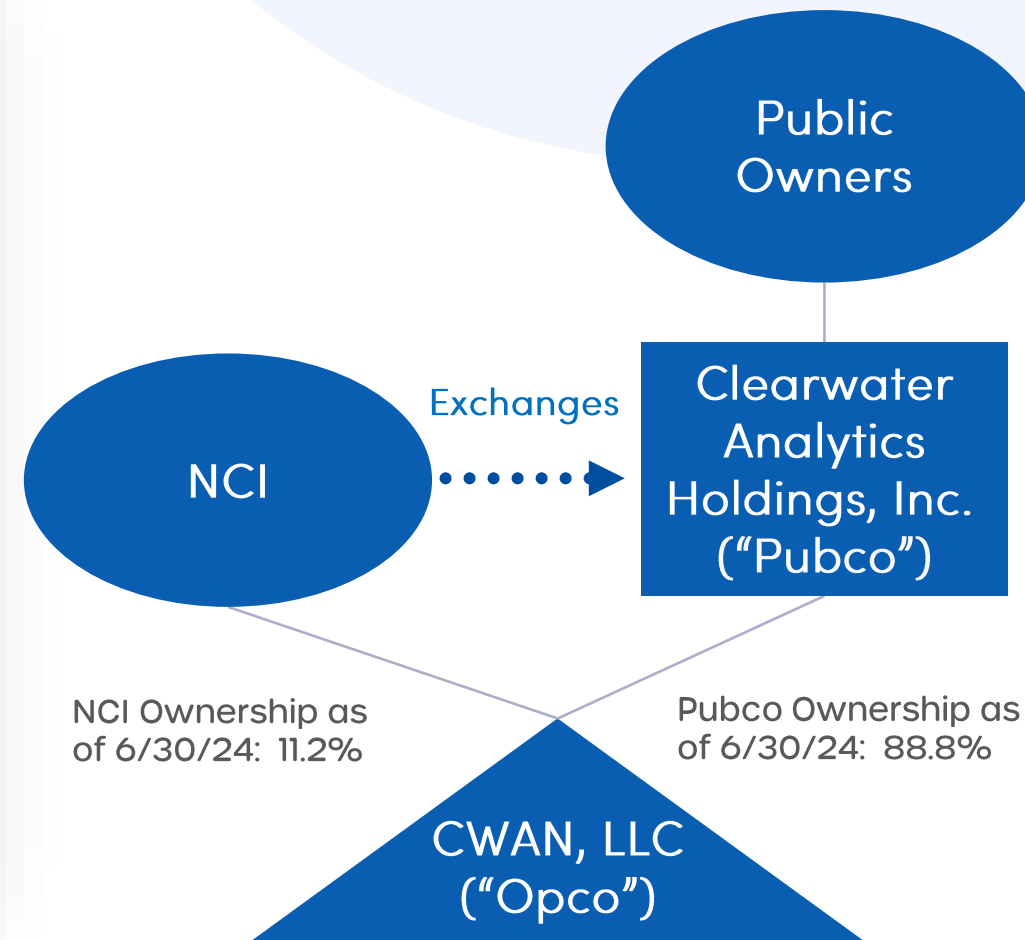 Public
Owners
Exchanges
NCI
Clearwater
Analytics
Holdings, Inc.
(“Pubco”)
NCI Ownership as
of 6/30/24: 11.2%
Pubco Ownership as
of 6/30/24: 88.8%
CWAN, LLC
(“Opco”)